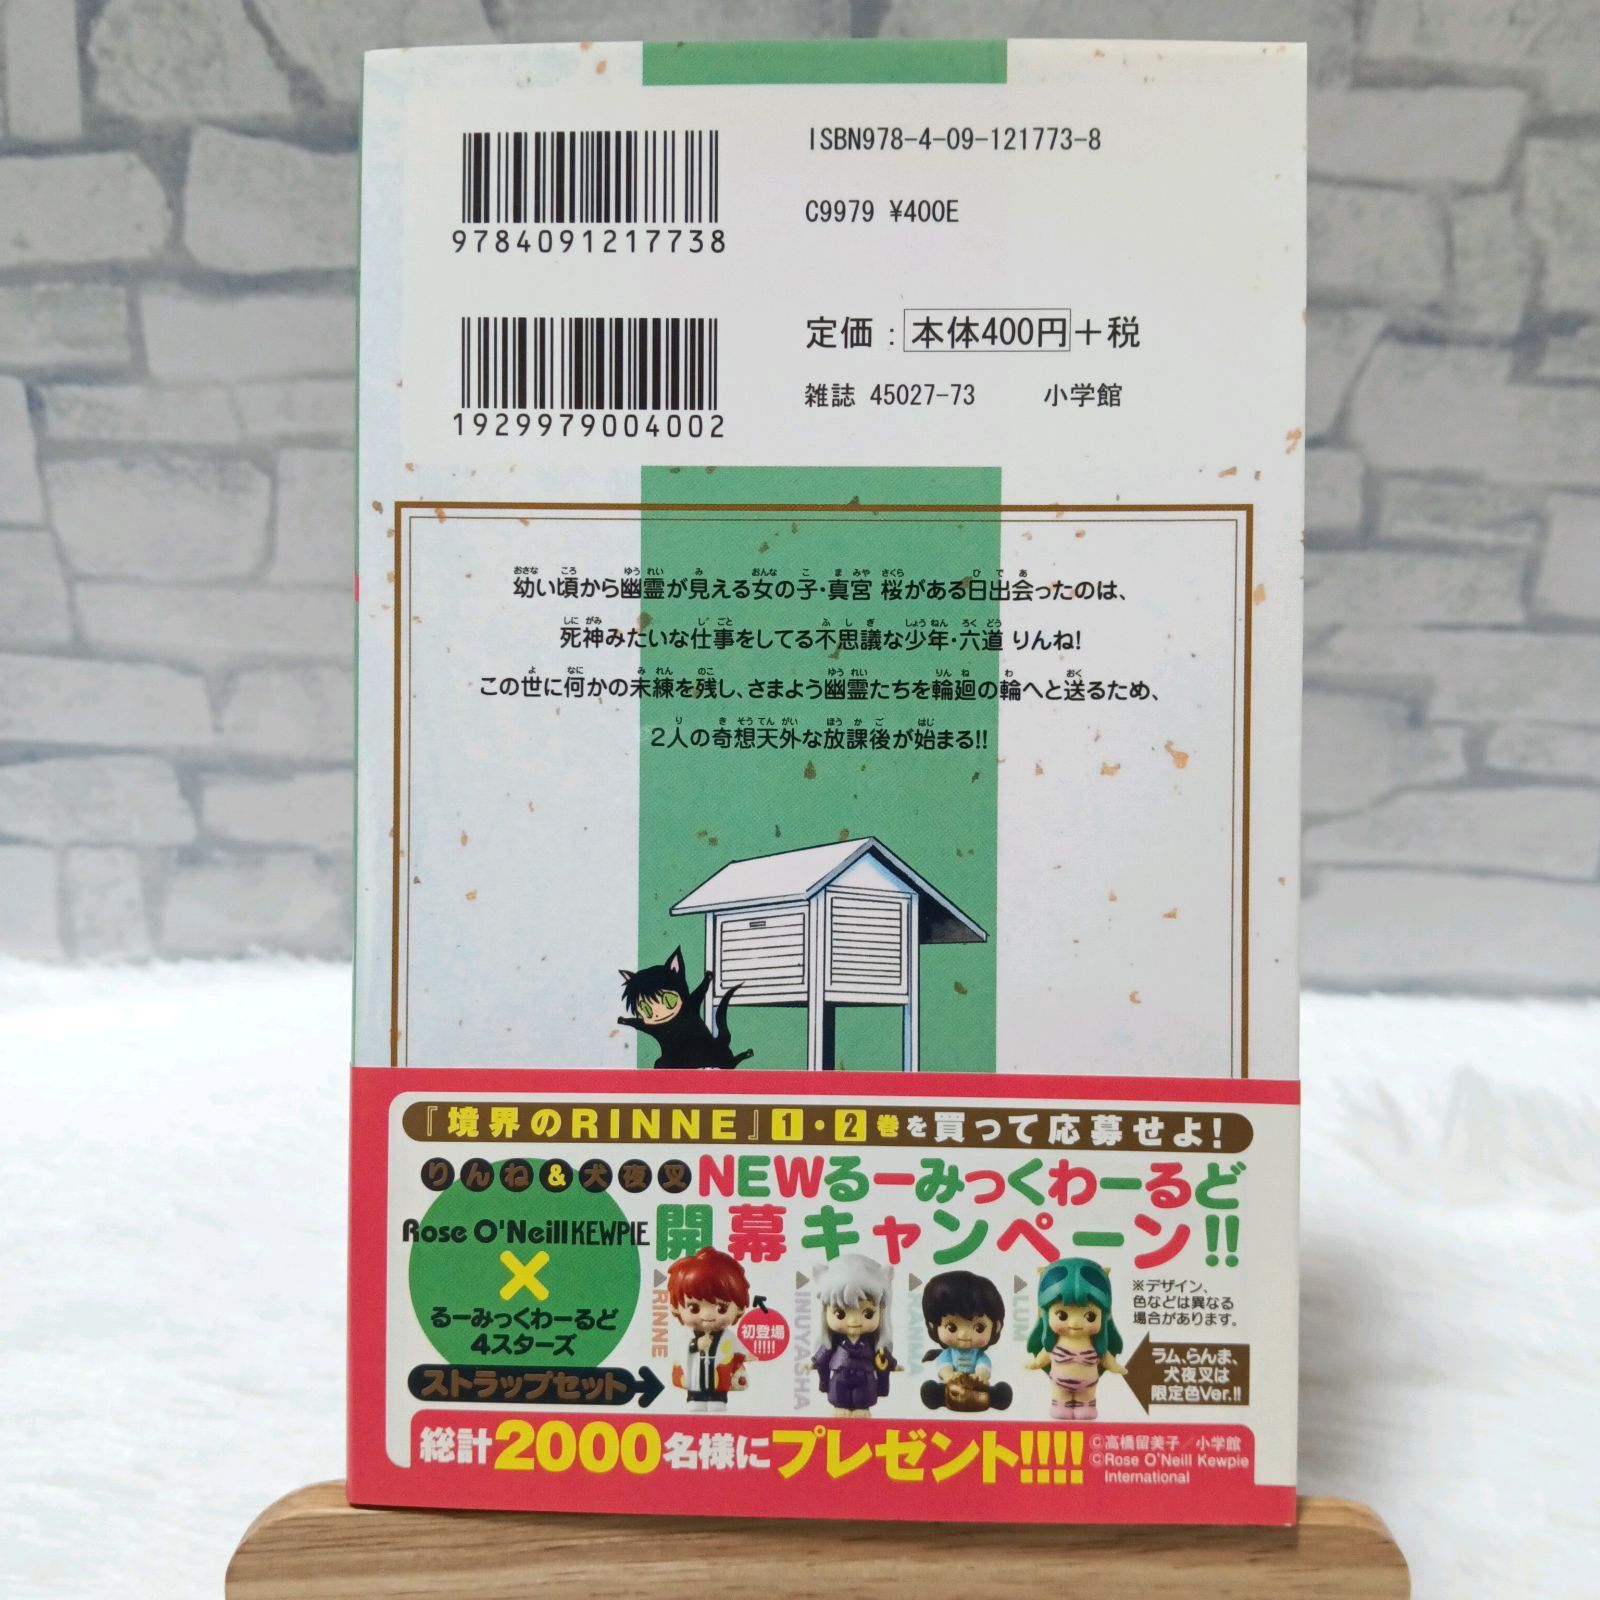 ISBN978-4-09-121773-8
C9979 ¥400E
9784091217738
定価：本体400円＋税
雑誌 45027-73 小学館
1929979004002
幼い頃から幽霊が見える女の子・真宮 桜がある日出会ったのは、
死神みたいな仕事をしてる不思議な少年・六道 りんね!
この世に何かの未練を残し、さまよう幽霊たちを輪廻の輪へと送るため、
2人の奇想天外な放課後が始まる!!
『境界のRINNE』1・2巻を買って応募せよ!
りんね&犬夜叉 NEWるーみっくわーるど
開幕キャンペーン!!
Rose O'Neill KEWPIE
×
るーみっくわーるど
4スターズ
ストラップセット
RINNE
初登場
!!!!!
INUYASHA
RANMA
LUM
※デザイン、
色などは異なる
場合があります。
ラム、らんま、
犬夜叉は
限定色Ver.!!
総計2000名様にプレゼント!!!!
©高橋留美子／小学館
©Rose O'Neill Kewpie
International